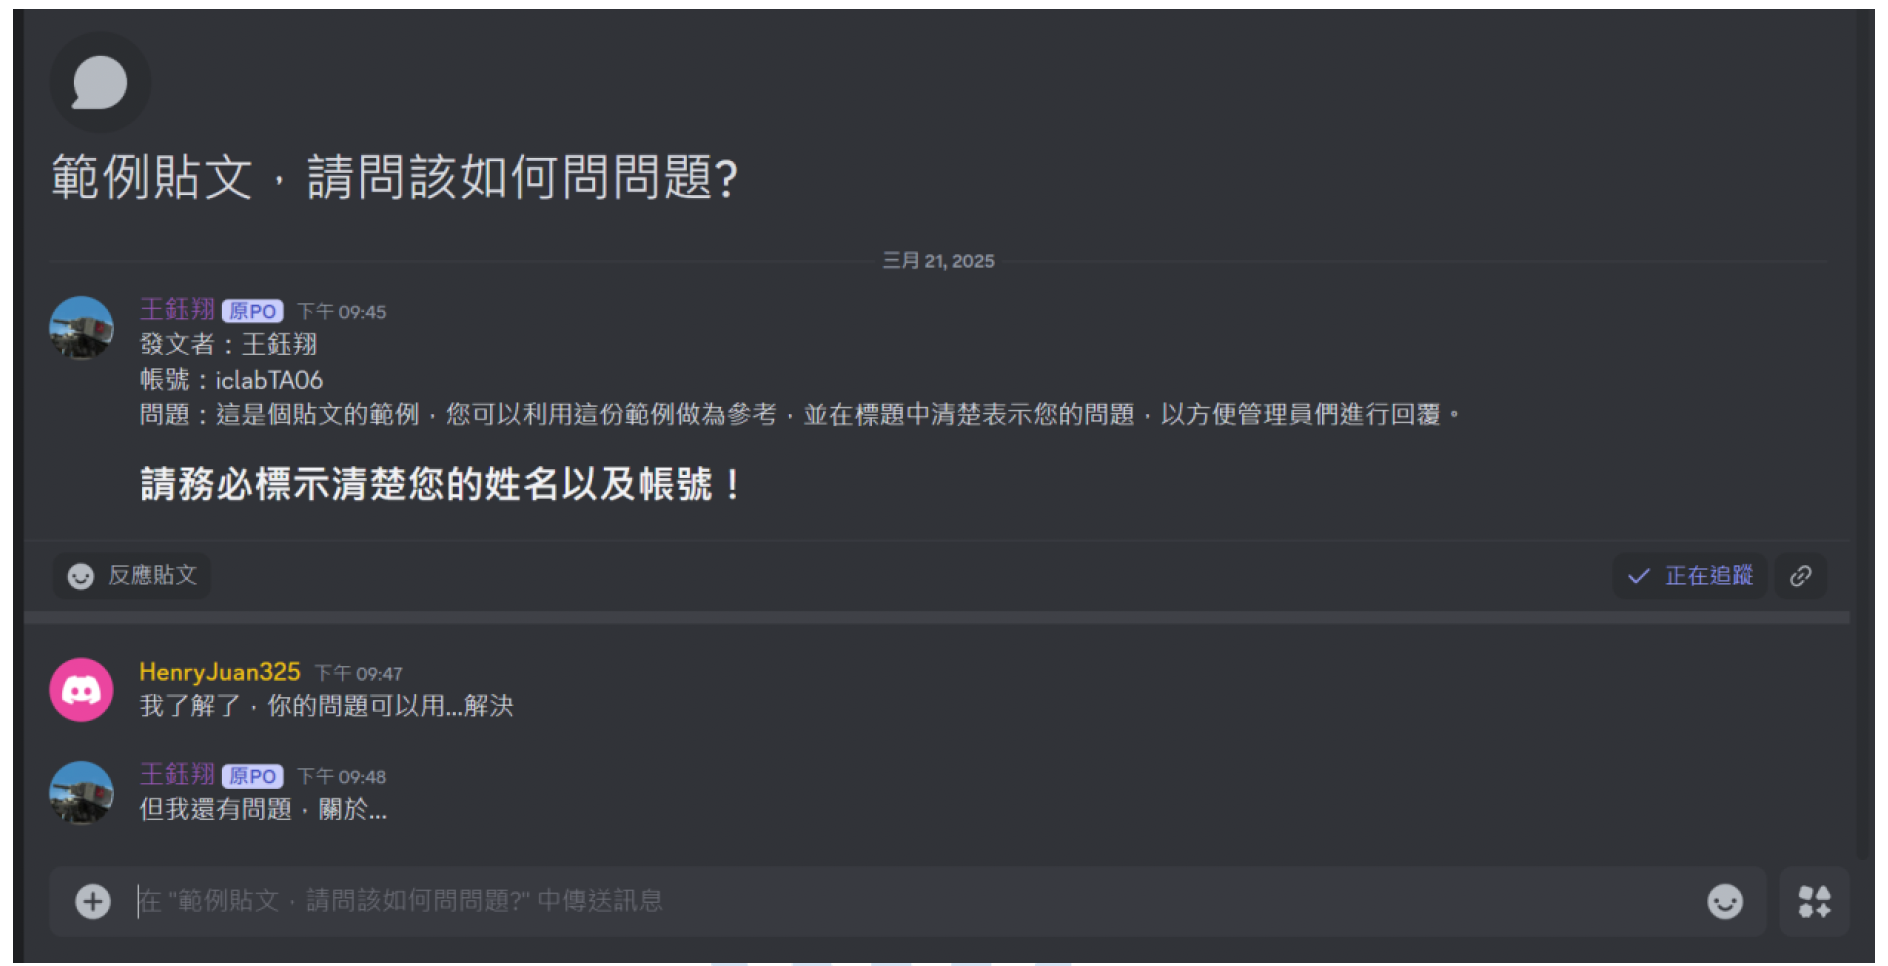 範例貼文，請問該如何問問題?
三月 21, 2025
王鈺翔 原PO 下午 09:45
發文者：王鈺翔
帳號：iclabTA06
問題：這是個貼文的範例，您可以利用這份範例做為參考，並在標題中清楚表示您的問題，以方便管理員們進行回覆。
請務必標示清楚您的姓名以及帳號！
反應貼文
正在追蹤
HenryJuan325 下午 09:47
我了解了，你的問題可以用...解決
王鈺翔 原PO 下午 09:48
但我還有問題，關於...
在 "範例貼文，請問該如何問問題?" 中傳送訊息